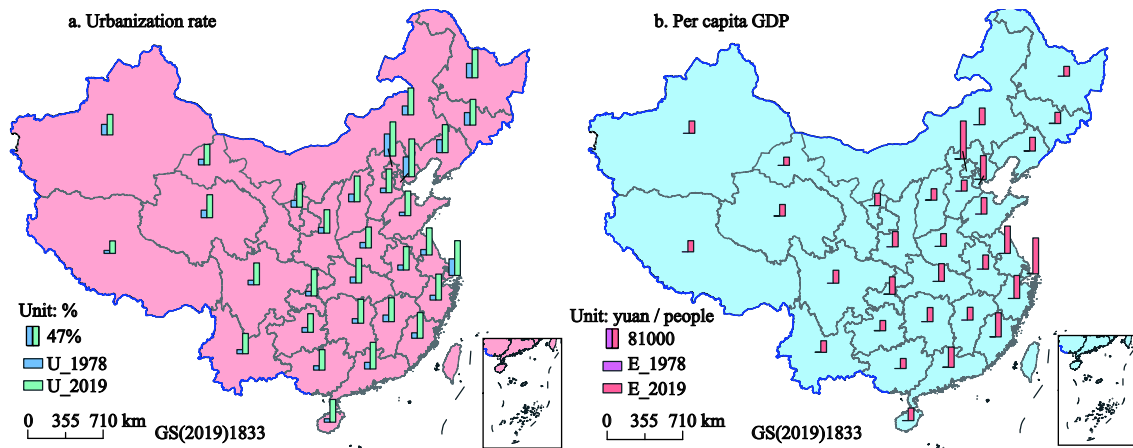 a. Urbanization rate
Unit: %
47%
U_1978
U_2019
0 355 710 km
GS(2019)1833
b. Per capita GDP
Unit: yuan / people
81000
E_1978
E_2019
0 355 710 km
GS(2019)1833